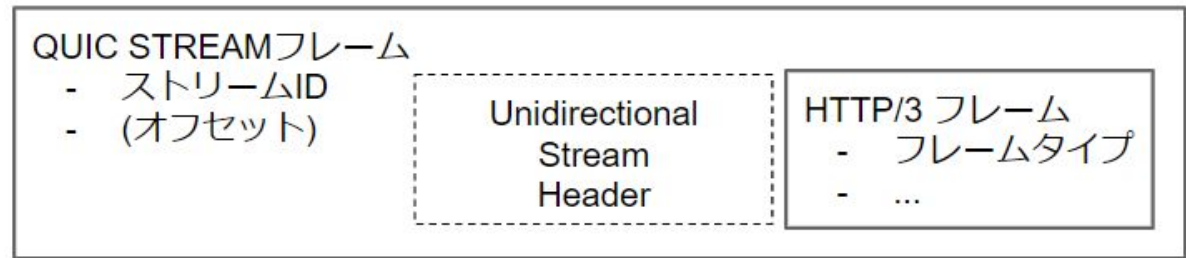 QUIC STREAMフレーム
- ストリームID
- (オフセット)
Unidirectional
Stream
Header
HTTP/3 フレーム
- フレームタイプ
- ...